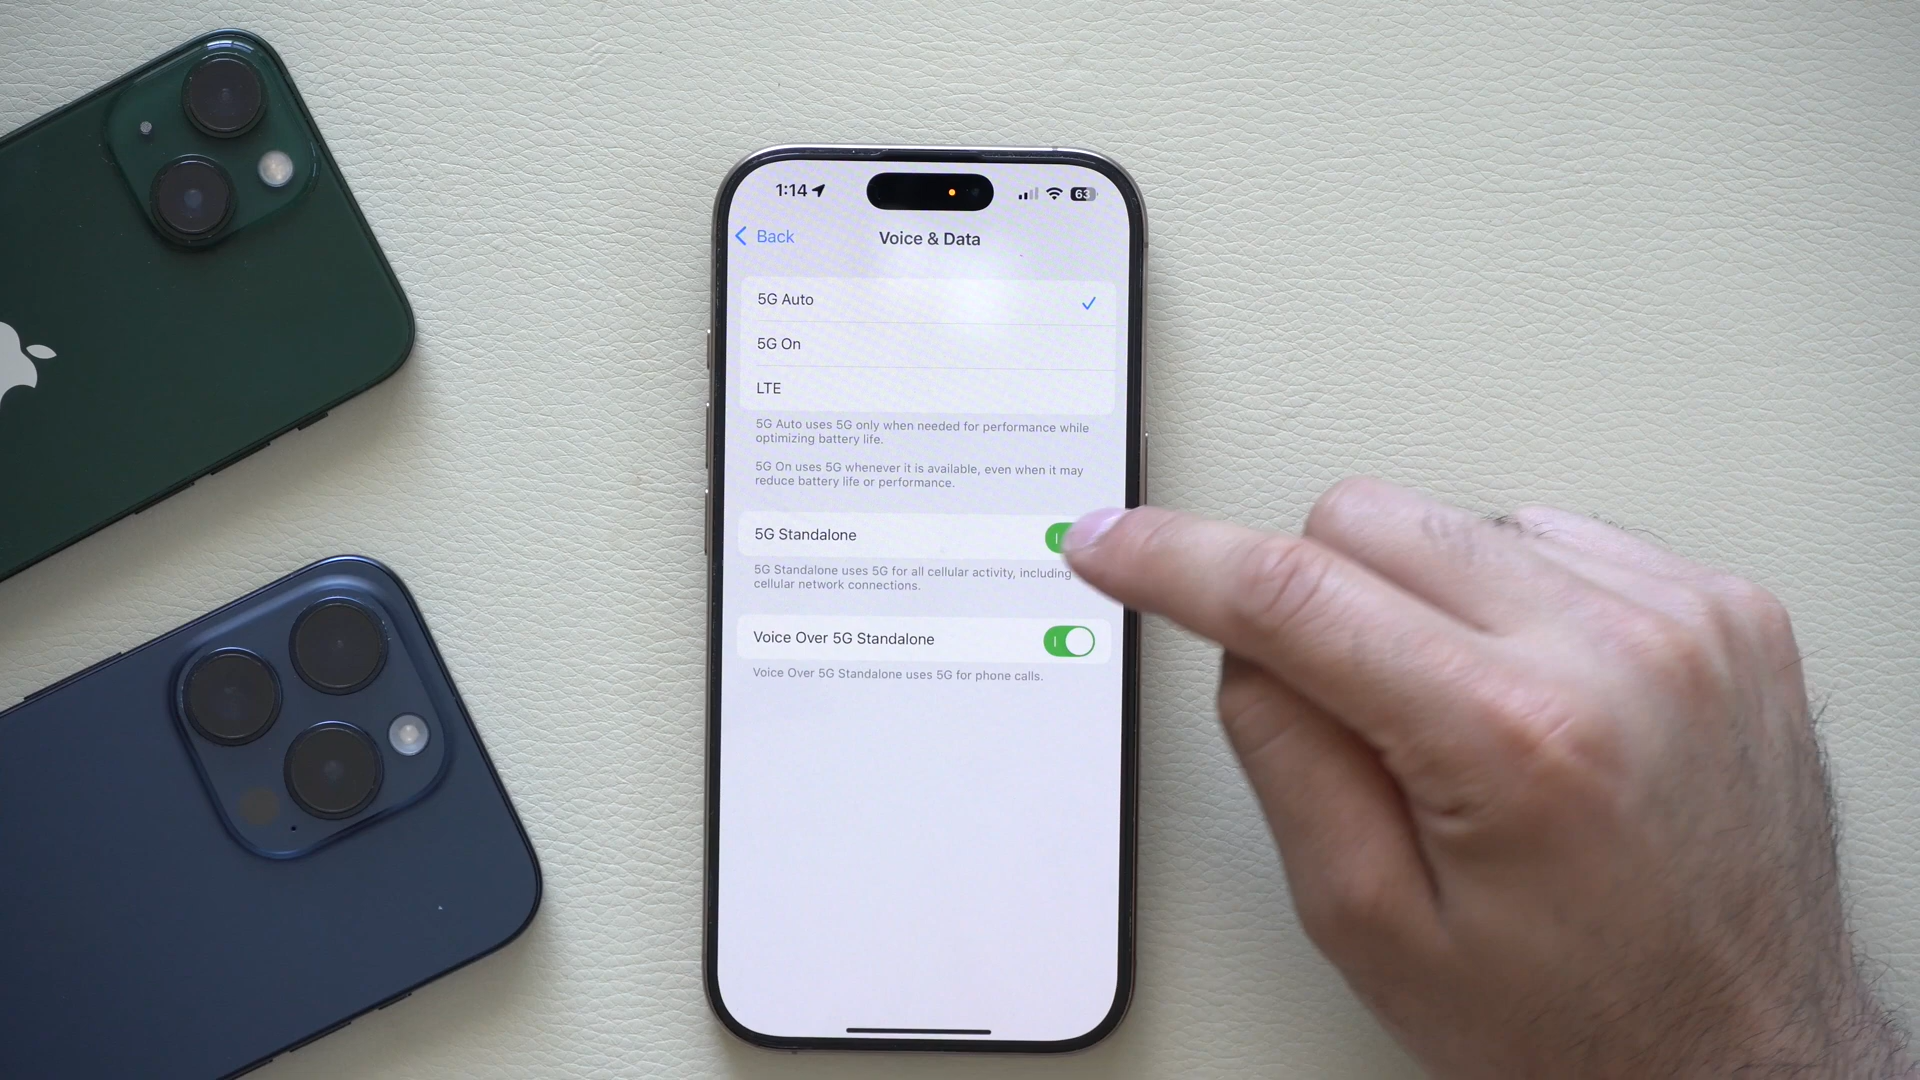 1:14
63
Back
Voice & Data
5G Auto
5G On
LTE
5G Auto uses 5G only when needed for performance while
optimizing battery life.
5G On uses 5G whenever it is available, even when it may
reduce battery life or performance.
5G Standalone
5G Standalone uses 5G for all cellular activity, including
cellular network connections.
Voice Over 5G Standalone
Voice Over 5G Standalone uses 5G for phone calls.